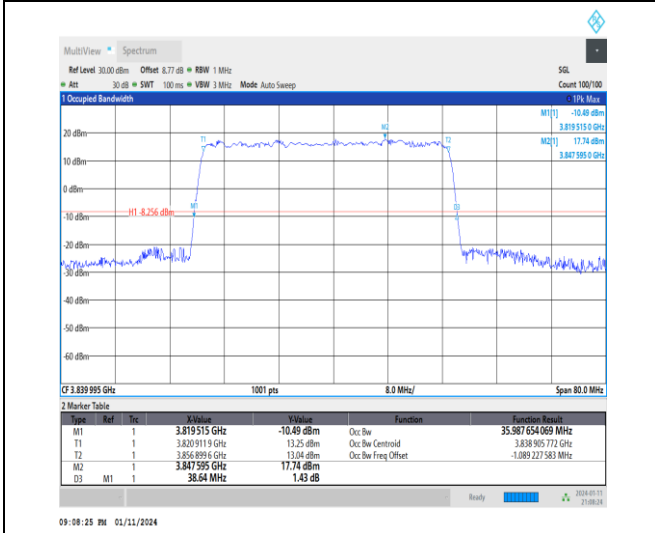 MultiView Spectrum
Ref Level 30.00 dBm Offset 8.77 dB RBW 1 MHz SGL
Att 30 dB SWT 100 ms VBW 3 MHz Mode Auto Sweep Count 100/100
1 Occupied Bandwidth 1Pk Max
M1[1] -10.49 dBm
3.819 515 0 GHz
M2[1] 17.74 dBm
3.847 595 0 GHz
20 dBm
T1
M2
T2
10 dBm
0 dBm
M1
D3
H1 -8.256 dBm
-10 dBm
-20 dBm
-30 dBm
-40 dBm
-50 dBm
-60 dBm
CF 3.839 995 GHz 1001 pts 8.0 MHz/ Span 80.0 MHz
2 Marker Table
Type Ref Trc X-Value Y-Value Function Function Result
M1 1 3.819 515 GHz -10.49 dBm Occ Bw 35.987 654 069 MHz
T1 1 3.820 911 9 GHz 13.25 dBm Occ Bw Centroid 3.838 905 772 GHz
T2 1 3.856 899 6 GHz 13.04 dBm Occ Bw Freq Offset -1.089 227 583 MHz
M2 1 3.847 595 GHz 17.74 dBm
D3 M1 1 38.64 MHz 1.43 dB
Ready 2024-01-11
21:08:24
09:08:25 PM 01/11/2024